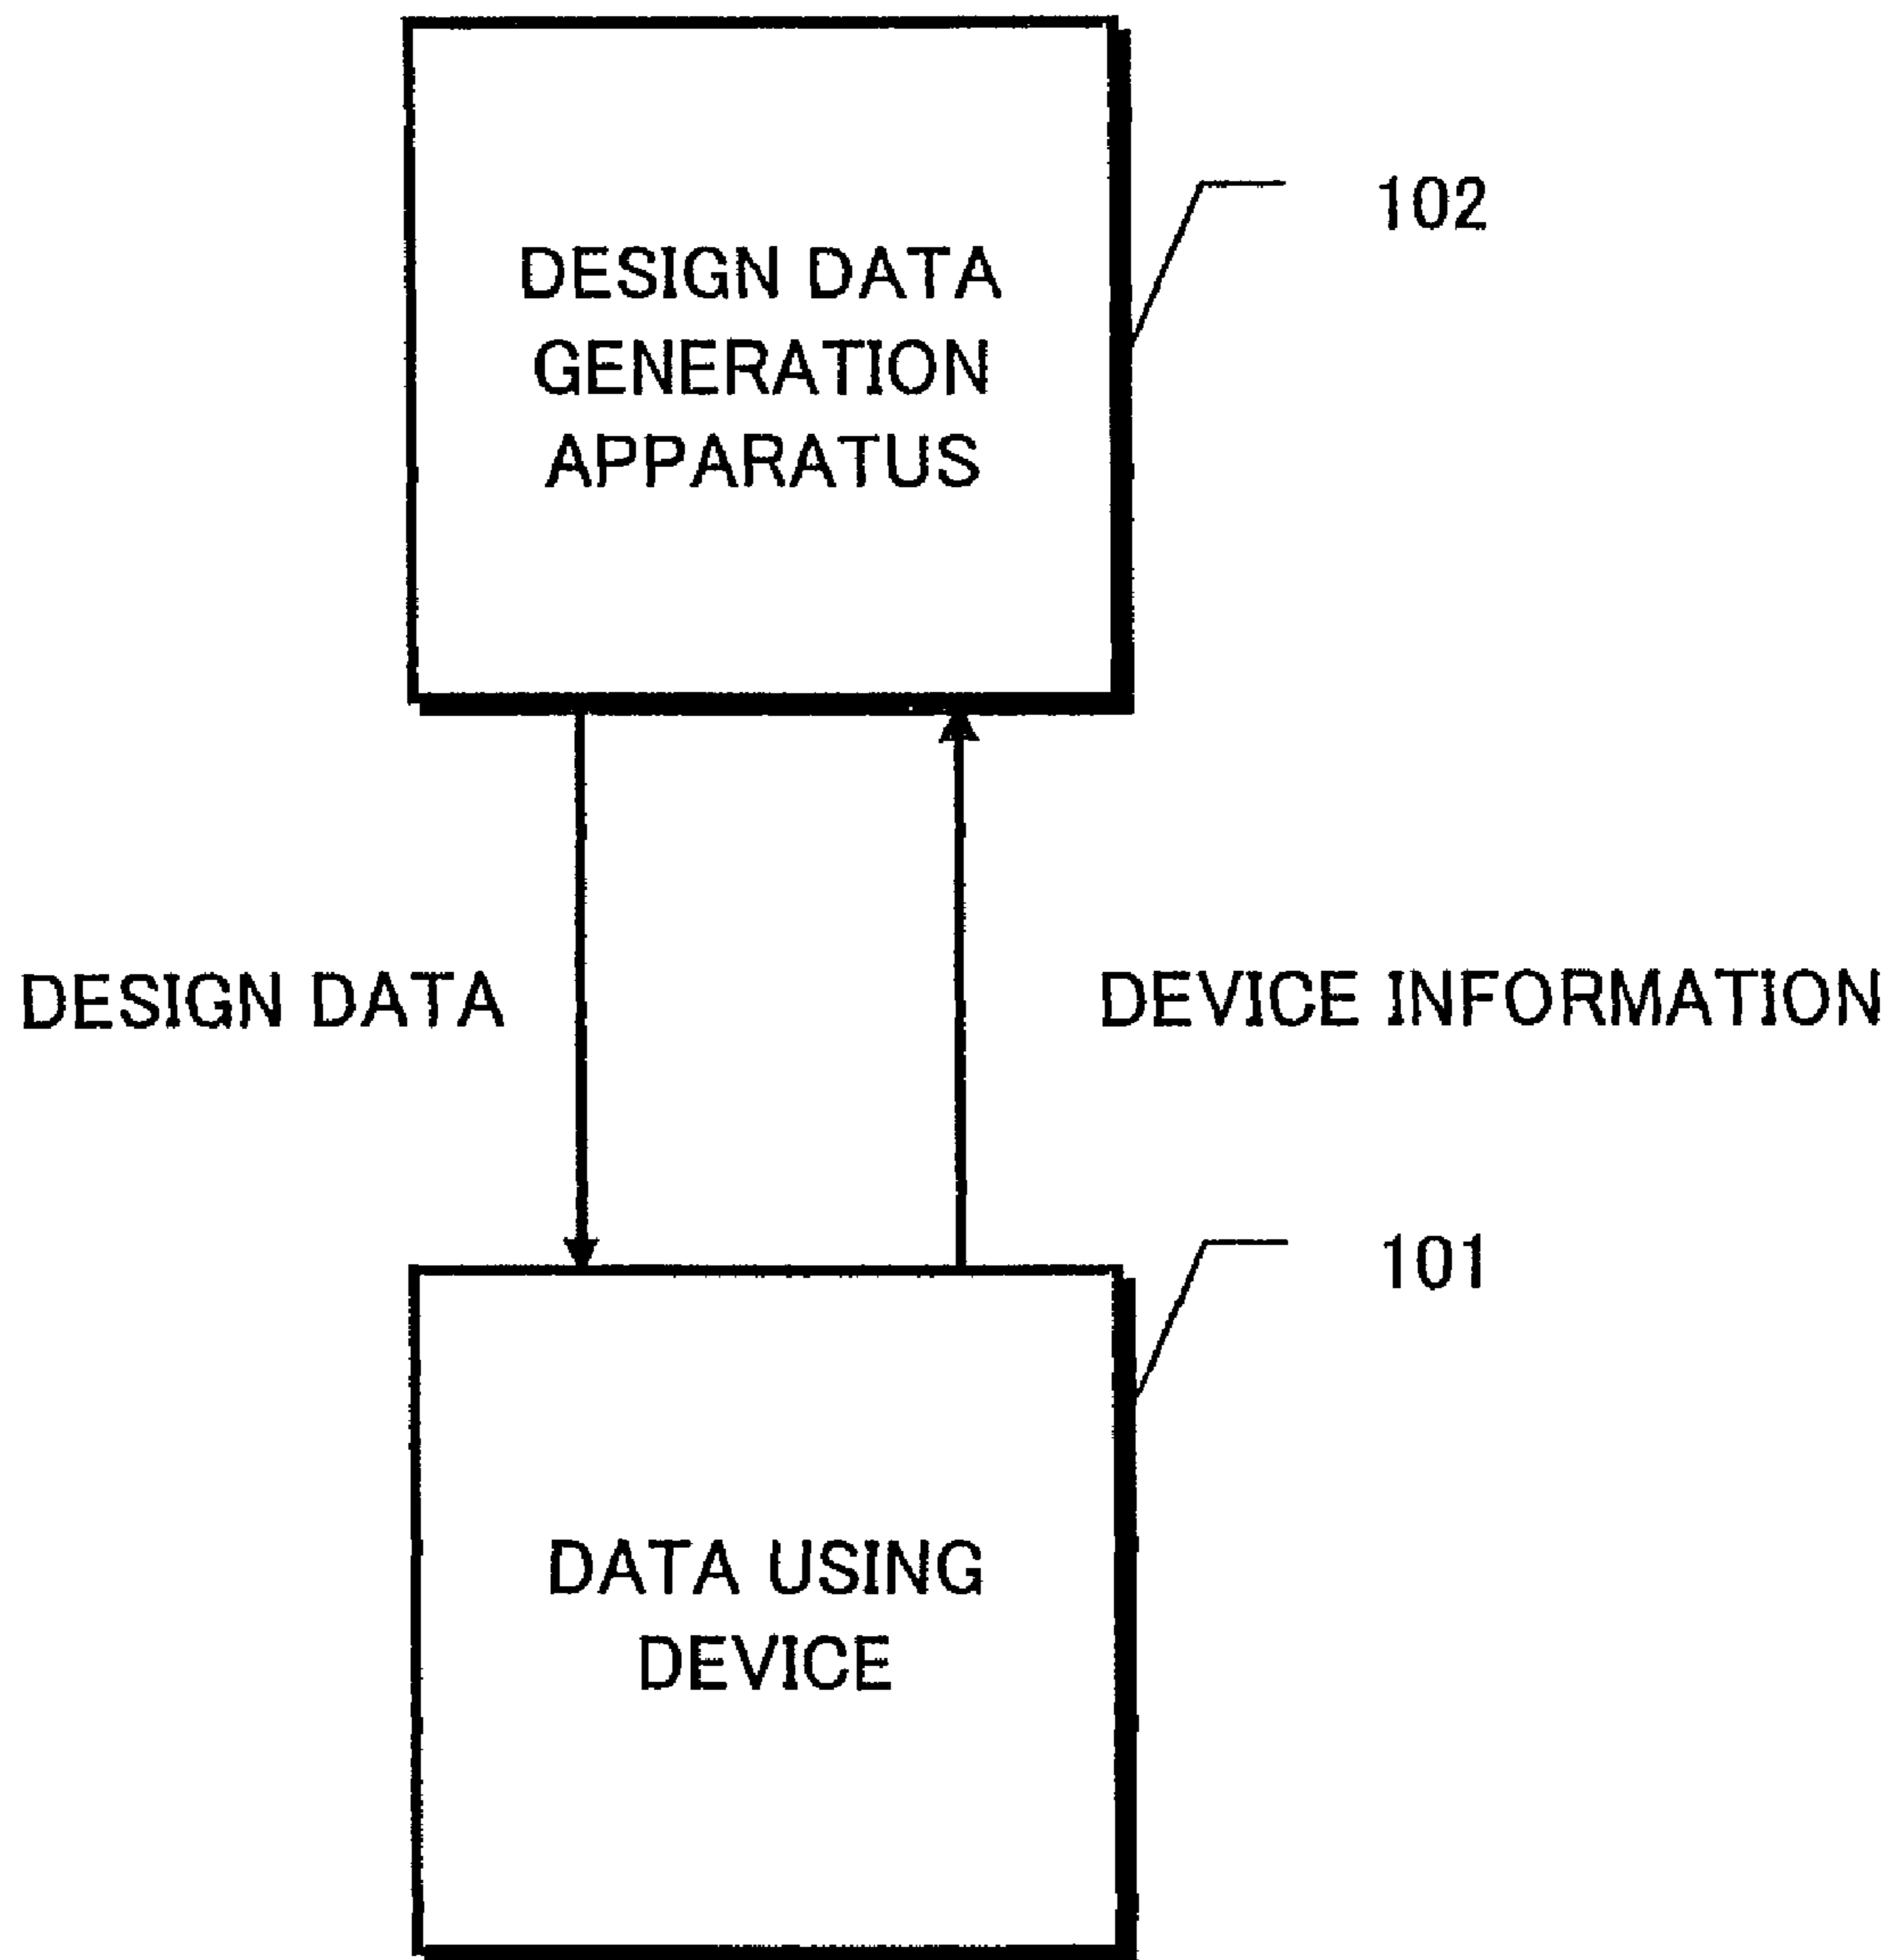 102
DESIGN DATA
GENERATION
APPARATUS
DESIGN DATA
DEVICE INFORMATION
101
DATA USING
DEVICE